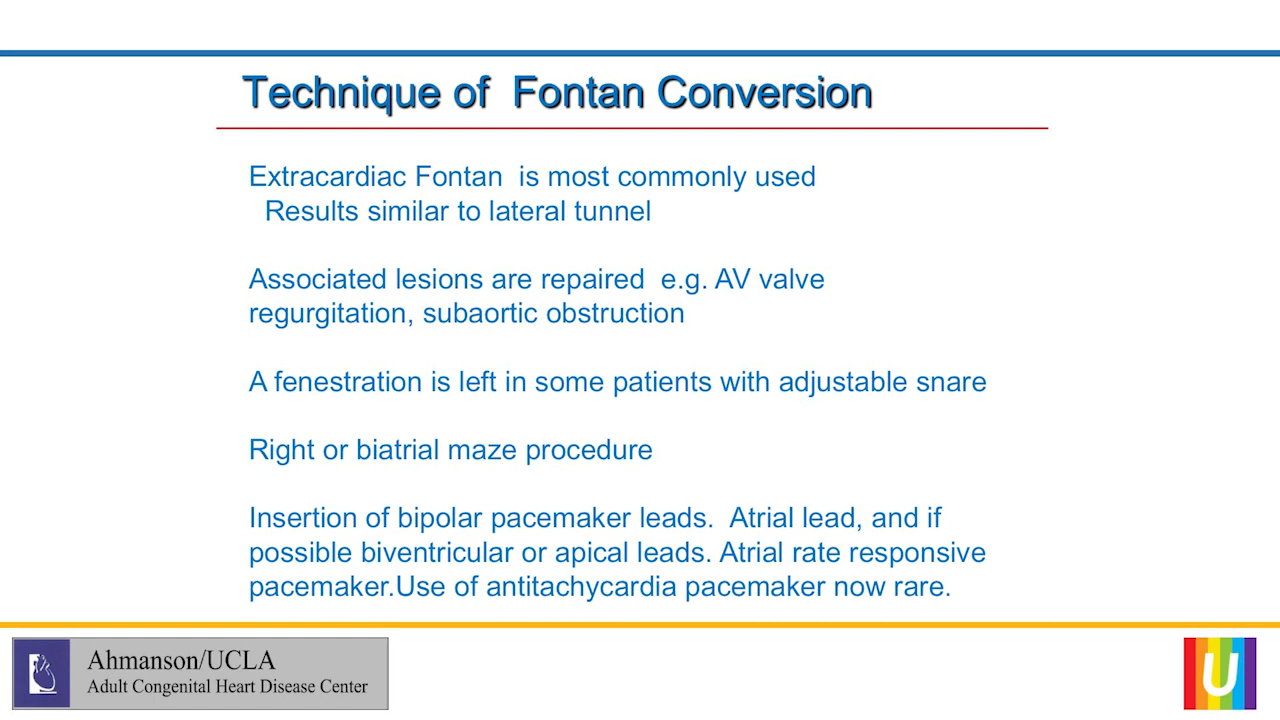 Technique of  Fontan Conversion
Extracardiac Fontan  is most commonly used
Results similar to lateral tunnel
Associated lesions are repaired  e.g. AV valve
regurgitation, subaortic obstruction
A fenestration is left in some patients with adjustable snare
Right or biatrial maze procedure
Insertion of bipolar pacemaker leads.  Atrial lead, and if
possible biventricular or apical leads. Atrial rate responsive
pacemaker.Use of antitachycardia pacemaker now rare.
Ahmanson/UCLA
Adult Congenital Heart Disease Center
U